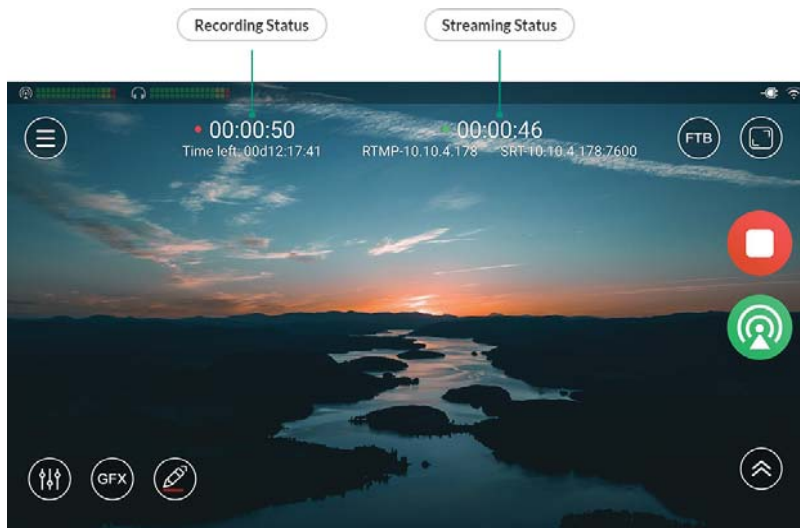 Recording Status
Streaming Status
00:00:50
Time left: 00d12:17:41
00:00:46
RTMP-10.10.4.178
SRT-10.10.4.178:7600
FTB
GFX